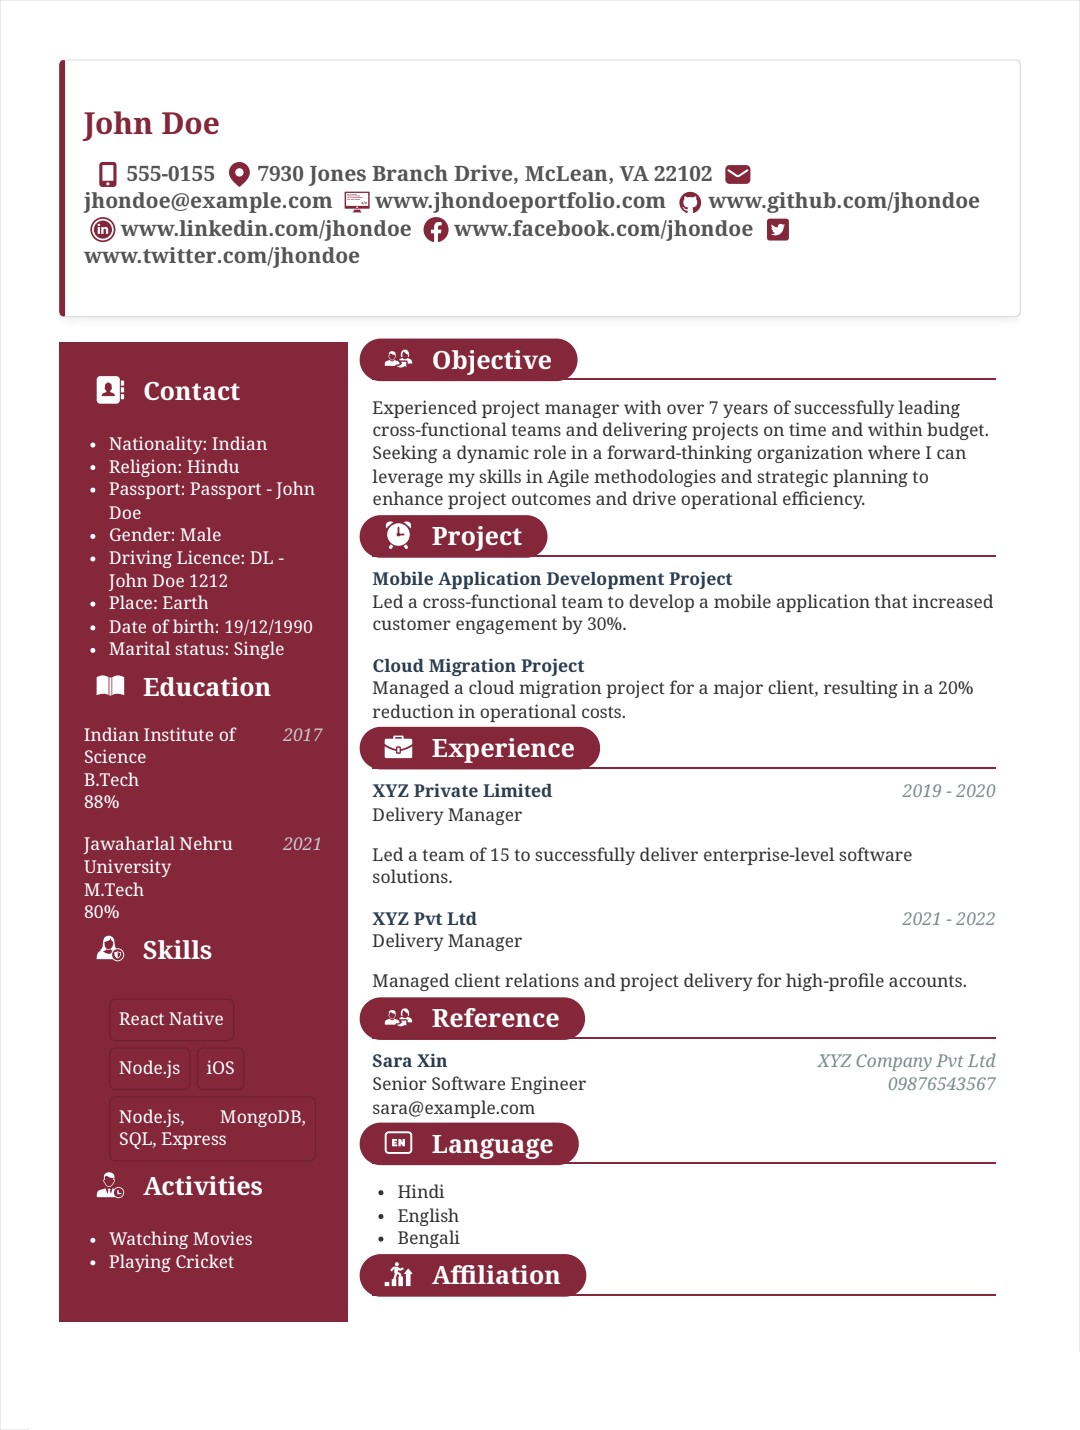 John Doe
555-0155 7930 Jones Branch Drive, McLean, VA 22102
jhondoe@example.com www.jhondoeportfolio.com www.github.com/jhondoe
www.linkedin.com/jhondoe www.facebook.com/jhondoe
www.twitter.com/jhondoe
Contact
• Nationality: Indian
• Religion: Hindu
• Passport: Passport - John
Doe
• Gender: Male
• Driving Licence: DL -
John Doe 1212
• Place: Earth
• Date of birth: 19/12/1990
• Marital status: Single
Education
Indian Institute of 2017
Science
B.Tech
88%
Jawaharlal Nehru 2021
University
M.Tech
80%
Skills
React Native
Node.js iOS
Node.js, MongoDB,
SQL, Express
Activities
• Watching Movies
• Playing Cricket
Objective
Experienced project manager with over 7 years of successfully leading
cross-functional teams and delivering projects on time and within budget.
Seeking a dynamic role in a forward-thinking organization where I can
leverage my skills in Agile methodologies and strategic planning to
enhance project outcomes and drive operational efficiency.
Project
Mobile Application Development Project
Led a cross-functional team to develop a mobile application that increased
customer engagement by 30%.
Cloud Migration Project
Managed a cloud migration project for a major client, resulting in a 20%
reduction in operational costs.
Experience
XYZ Private Limited 2019 - 2020
Delivery Manager
Led a team of 15 to successfully deliver enterprise-level software
solutions.
XYZ Pvt Ltd 2021 - 2022
Delivery Manager
Managed client relations and project delivery for high-profile accounts.
Reference
Sara Xin XYZ Company Pvt Ltd
Senior Software Engineer 09876543567
sara@example.com
EN Language
• Hindi
• English
• Bengali
Affiliation